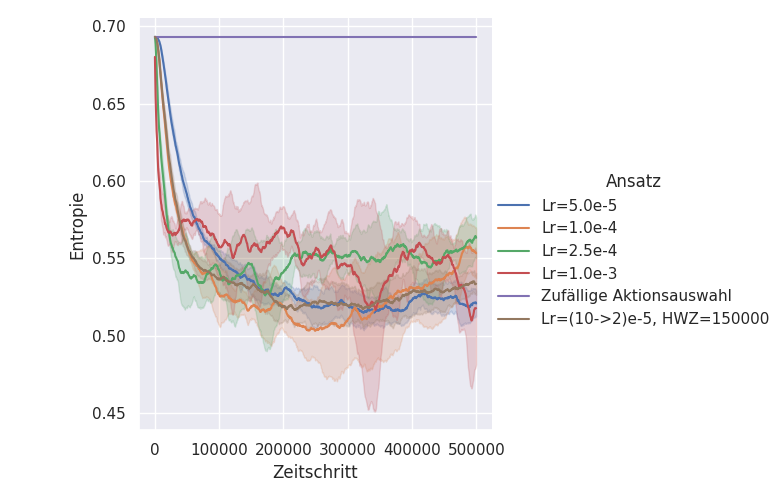 0.70
0.65
0.60
0.55
0.50
0.45
Entropie
0 100000 200000 300000 400000 500000
Zeitschritt
Ansatz
Lr=5.0e-5
Lr=1.0e-4
Lr=2.5e-4
Lr=1.0e-3
Zufällige Aktionsauswahl
Lr=(10->2)e-5, HWZ=150000